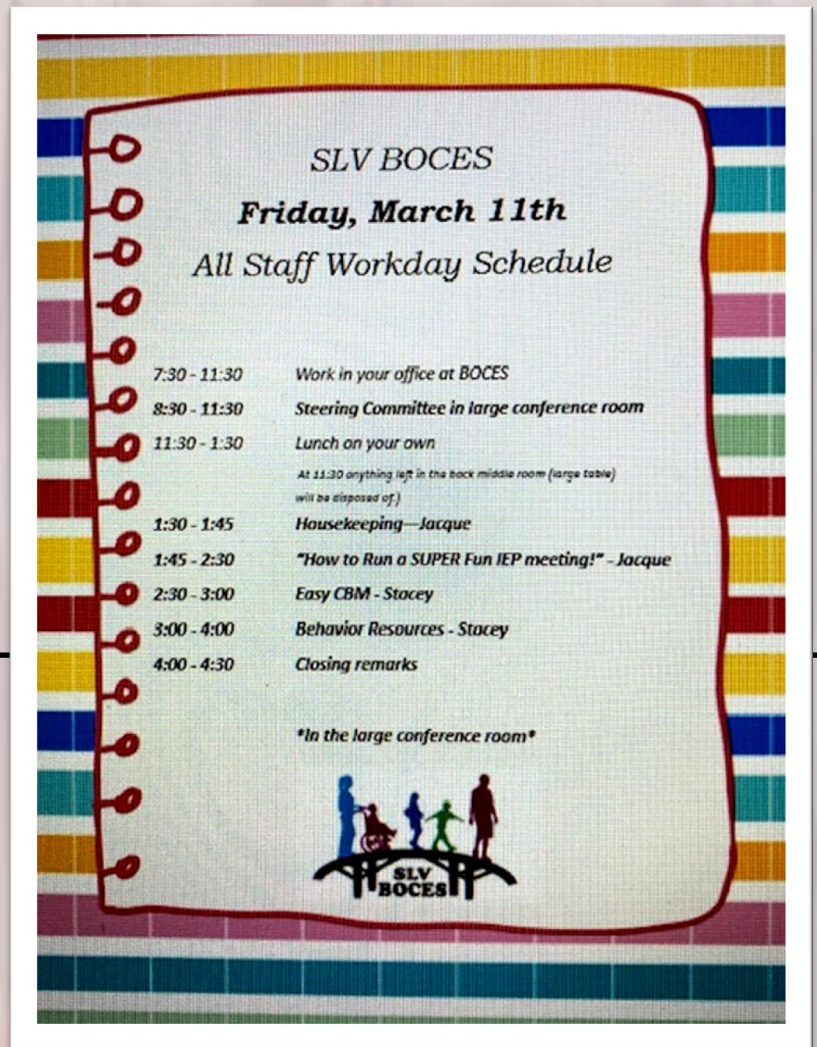 SLV BOCES
Friday, March 11th
All Staff Workday Schedule
7:30 - 11:30 Work in your office at BOCES
8:30 - 11:30 Steering Committee in large conference room
11:30 - 1:30 Lunch on your own
At 11:30 anything left in the back middle room (large table)
will be disposed of.)
1:30 - 1:45 Housekeeping—Jacque
1:45 - 2:30 "How to Run a SUPER Fun IEP meeting!" - Jacque
2:30 - 3:00 Easy CBM - Stacey
3:00 - 4:00 Behavior Resources - Stacey
4:00 - 4:30 Closing remarks
*In the large conference room*
SLV
BOCES